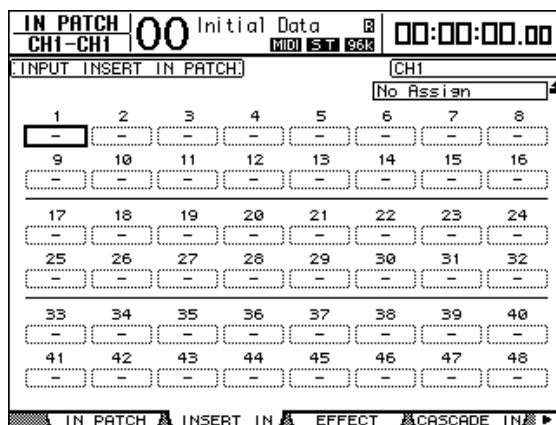 IN PATCH
CH1-CH1
00
Initial Data
R
MIDI ST 96k
00:00:00.00
INPUT INSERT IN PATCH
CH1
No Assign
1 2 3 4 5 6 7 8
- - - - - - - -
9 10 11 12 13 14 15 16
- - - - - - - -
17 18 19 20 21 22 23 24
- - - - - - - -
25 26 27 28 29 30 31 32
- - - - - - - -
33 34 35 36 37 38 39 40
- - - - - - - -
41 42 43 44 45 46 47 48
- - - - - - - -
IN PATCH INSERT IN EFFECT CASCADE IN